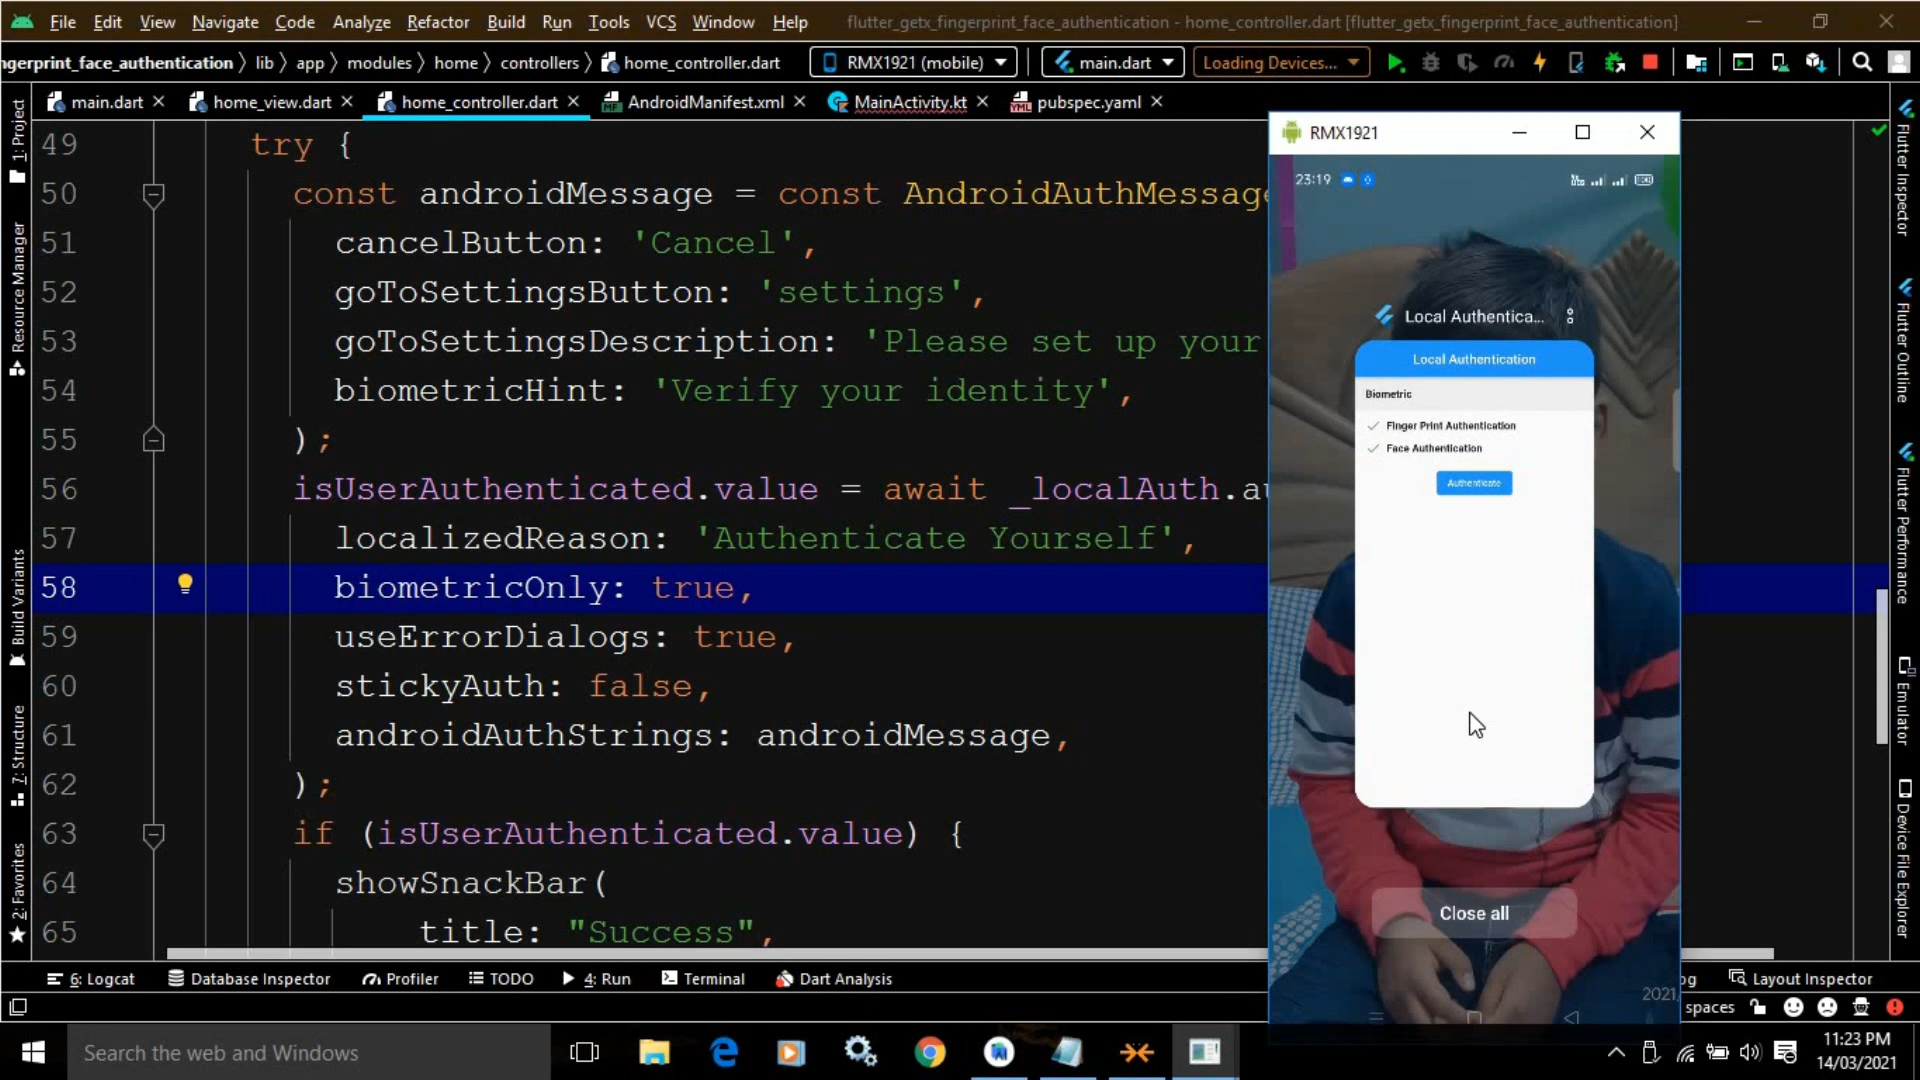 File Edit View Navigate Code Analyze Refactor Build Run Tools VCS Window Help flutter_getx_fingerprint_face_authentication - home_controller.dart [flutter_getx_fingerprint_face_authentication]
ngerprint_face_authentication lib app modules home controllers home_controller.dart RMX1921 (mobile) main.dart Loading Devices...
main.dart home_view.dart home_controller.dart AndroidManifest.xml MainActivity.kt pubspec.yaml
1: Project
Resource Manager
Build Variants
7: Structure
2: Favorites
49 try {
50 const androidMessage = const AndroidAuthMessage
51 cancelButton: 'Cancel',
52 goToSettingsButton: 'settings',
53 goToSettingsDescription: 'Please set up your
54 biometricHint: 'Verify your identity',
55 );
56 isUserAuthenticated.value = await _localAuth.au
57 localizedReason: 'Authenticate Yourself',
58 biometricOnly: true,
59 useErrorDialogs: true,
60 stickyAuth: false,
61 androidAuthStrings: androidMessage,
62 );
63 if (isUserAuthenticated.value) {
64 showSnackBar(
65 title: "Success",
RMX1921
23:19
Local Authentica...
Local Authentication
Biometric
Finger Print Authentication
Face Authentication
Authenticate
Close all
2021
Flutter Inspector
Flutter Outline
Flutter Performance
Emulator
Device File Explorer
6: Logcat Database Inspector Profiler TODO 4: Run Terminal Dart Analysis og Layout Inspector
spaces
Search the web and Windows
11:23 PM
14/03/2021